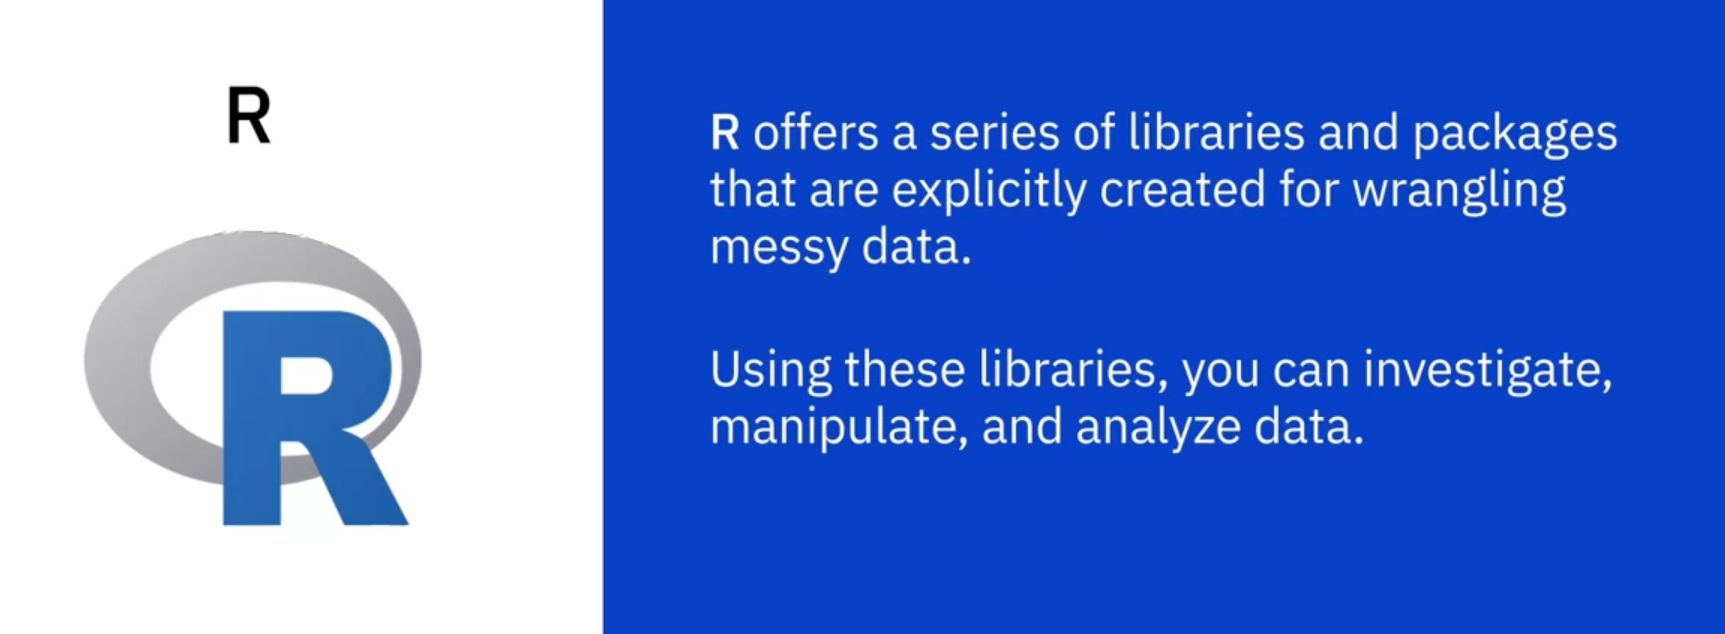 R
R
R offers a series of libraries and packages
that are explicitly created for wrangling
messy data.
Using these libraries, you can investigate,
manipulate, and analyze data.